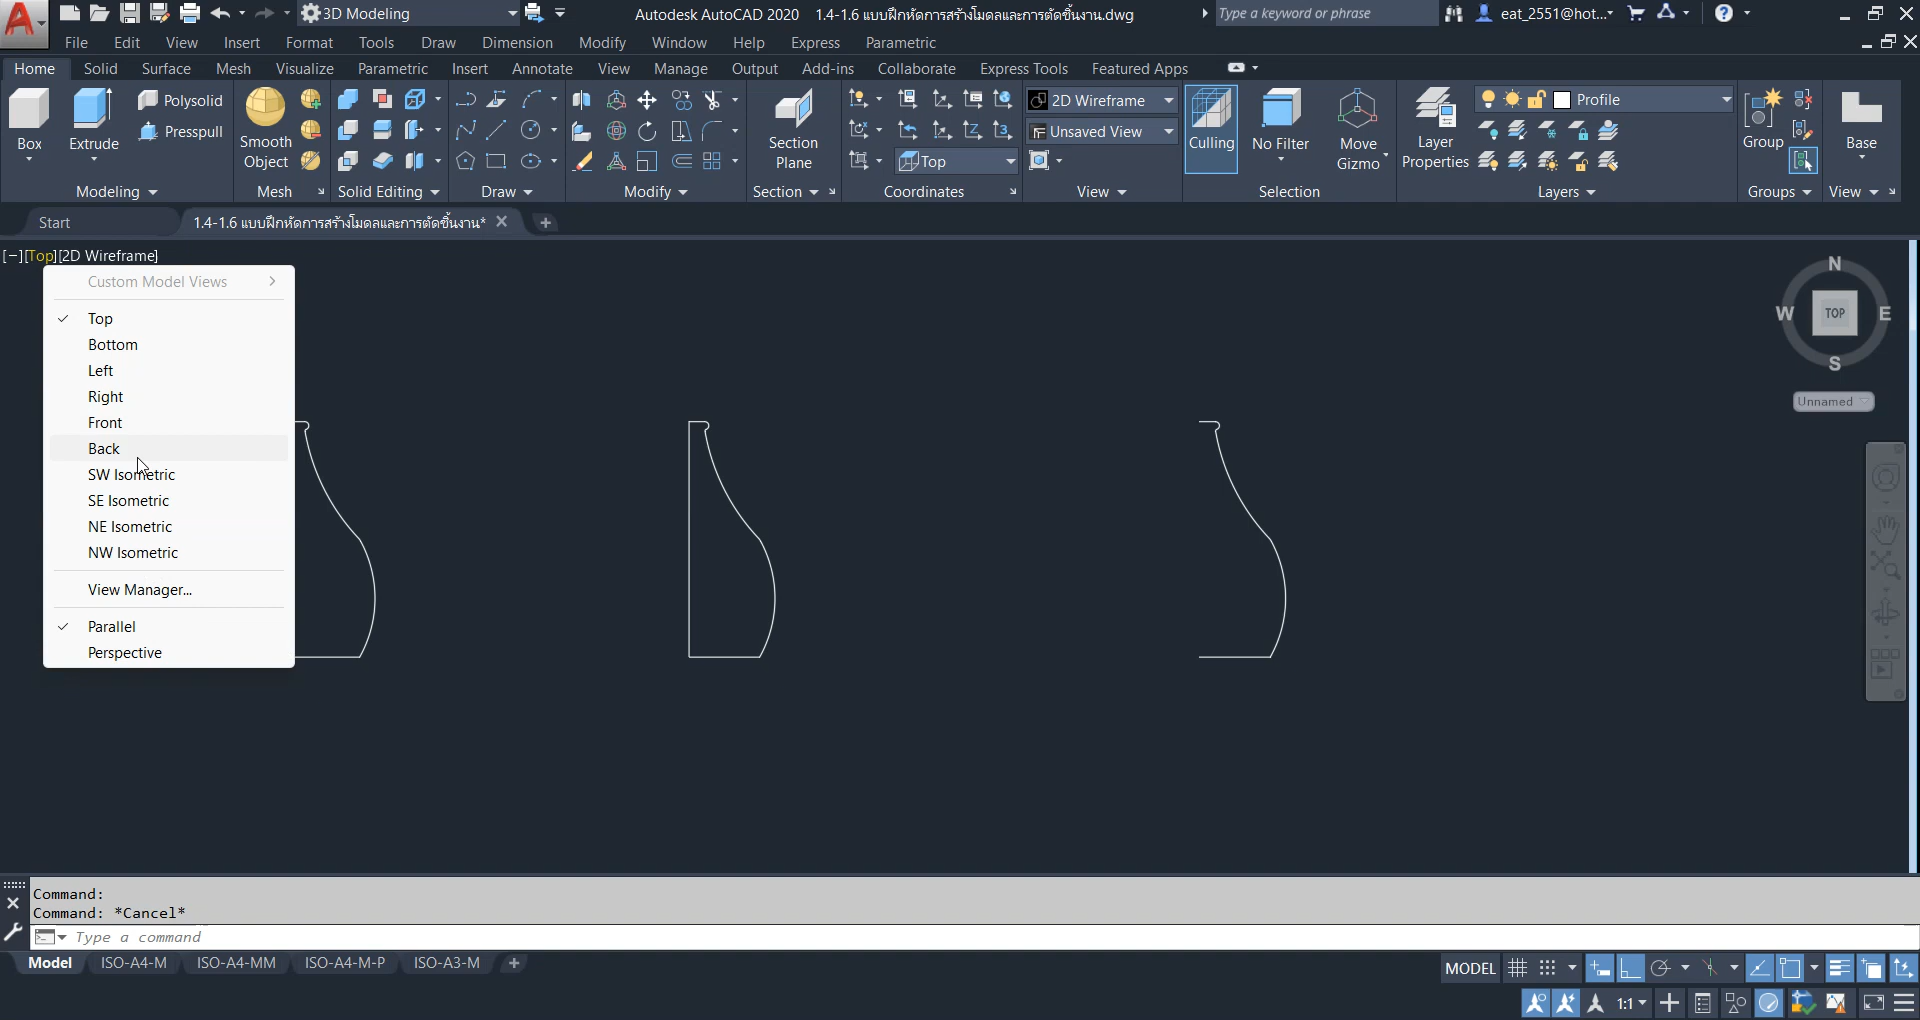 3D Modeling
Autodesk AutoCAD 2020 1.4-1.6 แบบฝึกหัดการสร้างโมดลและการตัดชิ้นงาน.dwg
Type a keyword or phrase
eat_2551@hot...
File Edit View Insert Format Tools Draw Dimension Modify Window Help Express Parametric
Home Solid Surface Mesh Visualize Parametric Insert Annotate View Manage Output Add-ins Collaborate Express Tools Featured Apps
Box
Extrude
Polysolid
Presspull
Smooth
Object
Section
Plane
Top
2D Wireframe
Unsaved View
Culling
No Filter
Move
Gizmo
Layer
Properties
Profile
Group
Base
Modeling Mesh Solid Editing Draw Modify Section Coordinates View Selection Layers Groups View
Start
1.4-1.6 แบบฝึกหัดการสร้างโมดลและการตัดชิ้นงาน*
[−][Top][2D Wireframe]
Custom Model Views
Top
Bottom
Left
Right
Front
Back
SW Isometric
SE Isometric
NE Isometric
NW Isometric
View Manager...
Parallel
Perspective
N
W TOP E
S
Unnamed
Command:
Command: *Cancel*
Type a command
Model ISO-A4-M ISO-A4-MM ISO-A4-M-P ISO-A3-M
MODEL
1:1